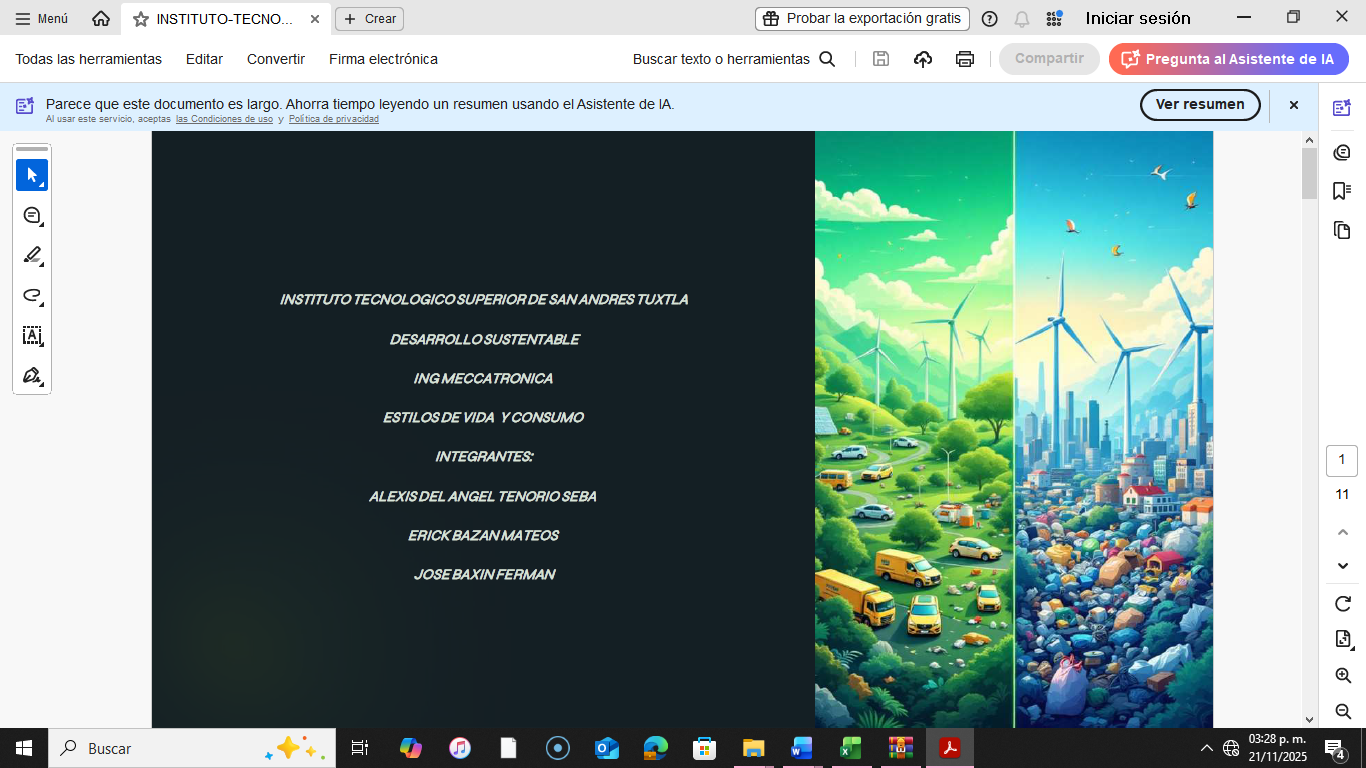 Menú
INSTITUTO-TECNO...
Crear
Probar la exportación gratis
Iniciar sesión
Todas las herramientas
Editar
Convertir
Firma electrónica
Buscar texto o herramientas
Compartir
Pregunta al Asistente de IA
Parece que este documento es largo. Ahorra tiempo leyendo un resumen usando el Asistente de IA.
Al usar este servicio, aceptas las Condiciones de uso y Política de privacidad
Ver resumen
INSTITUTO TECNOLOGICO SUPERIOR DE SAN ANDRES TUXTLA
DESARROLLO SUSTENTABLE
ING MECCATRONICA
ESTILOS DE VIDA Y CONSUMO
INTEGRANTES:
ALEXIS DEL ANGEL TENORIO SEBA
ERICK BAZAN MATEOS
JOSE BAXIN FERMAN
1
11
Buscar
03:28 p. m.
21/11/2025
4